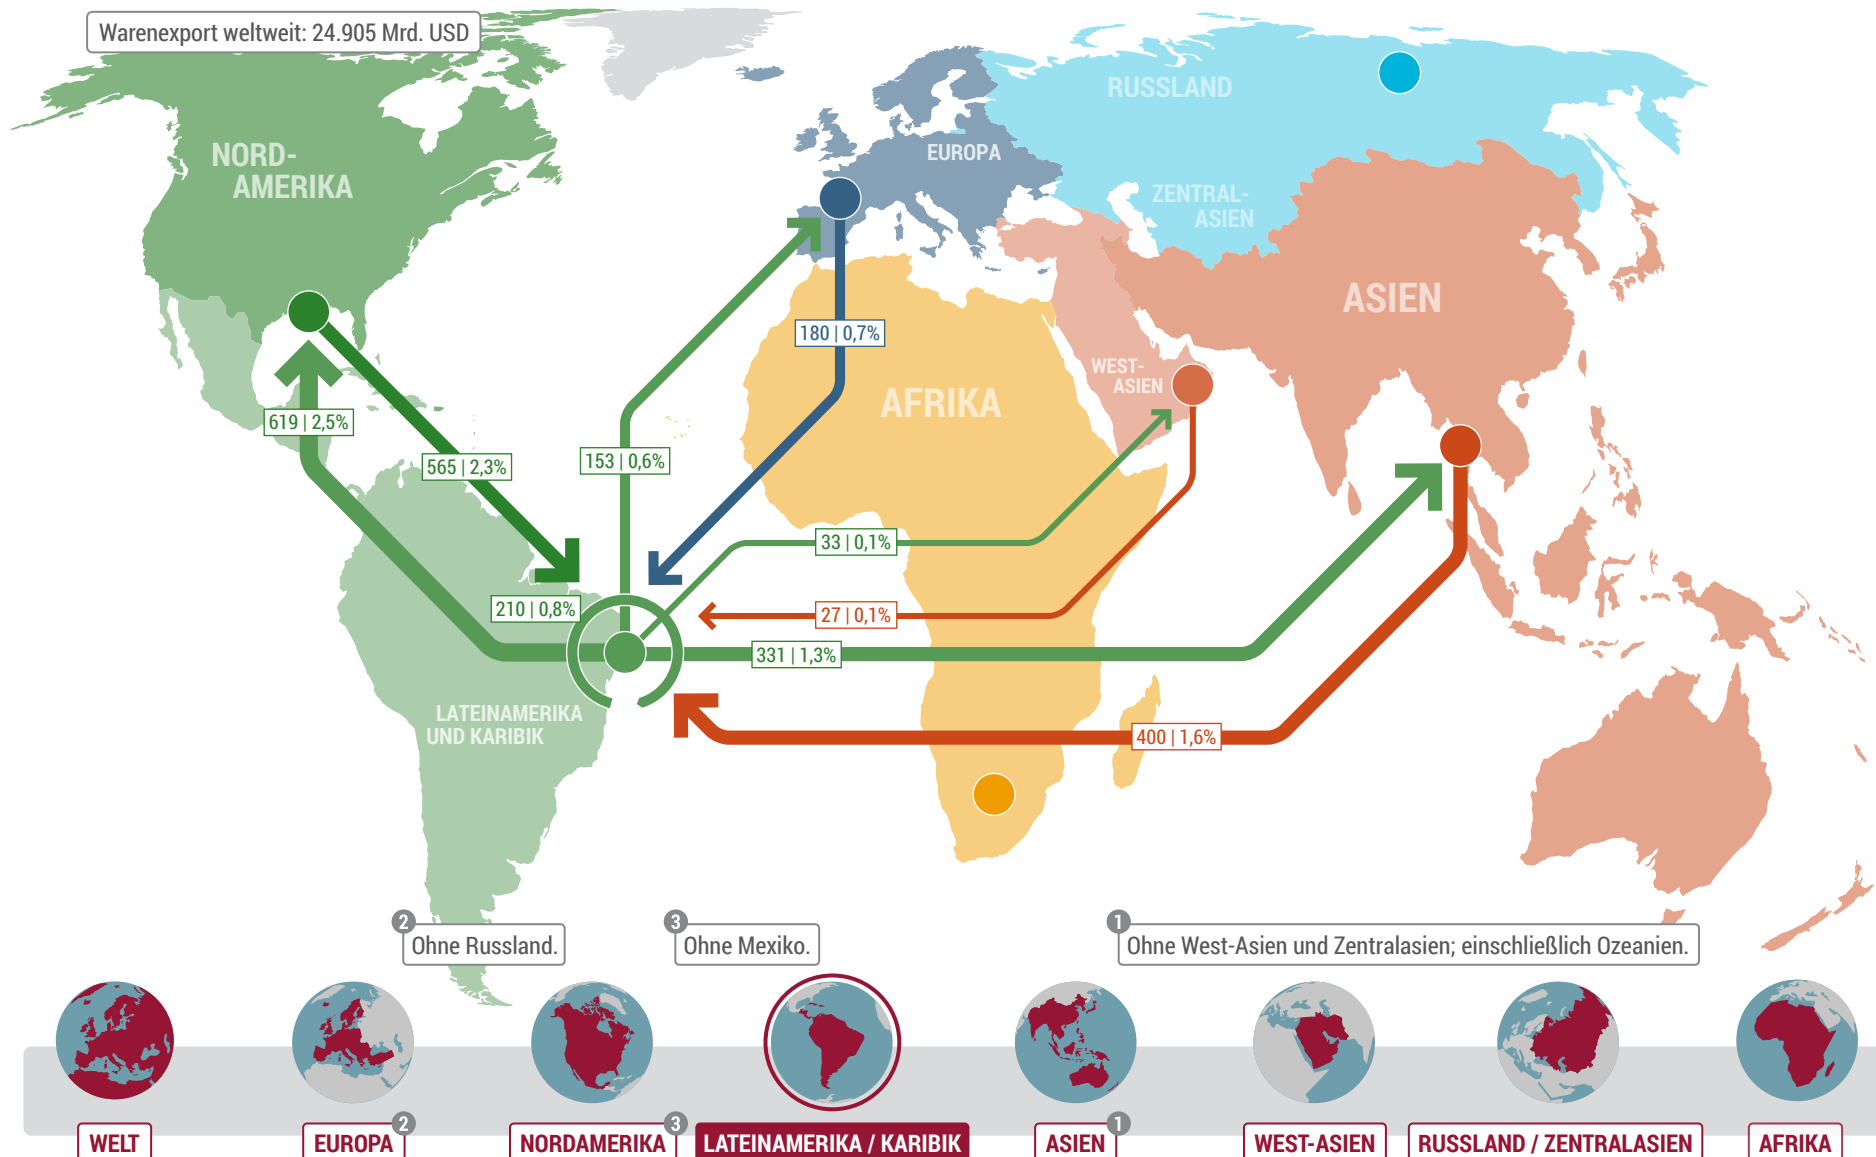 Warenexport weltweit: 24.905 Mrd. USD
NORD-
AMERIKA
RUSSLAND
EUROPA
ZENTRAL-
ASIEN
ASIEN
WEST-
ASIEN
AFRIKA
LATEINAMERIKA
UND KARIBIK
180 | 0,7%
619 | 2,5%
565 | 2,3%
153 | 0,6%
33 | 0,1%
210 | 0,8%
27 | 0,1%
331 | 1,3%
400 | 1,6%
2
Ohne Russland.
3
Ohne Mexiko.
1
Ohne West-Asien und Zentralasien; einschließlich Ozeanien.
WELT
EUROPA 2
NORDAMERIKA 3
LATEINAMERIKA / KARIBIK
ASIEN 1
WEST-ASIEN
RUSSLAND / ZENTRALASIEN
AFRIKA